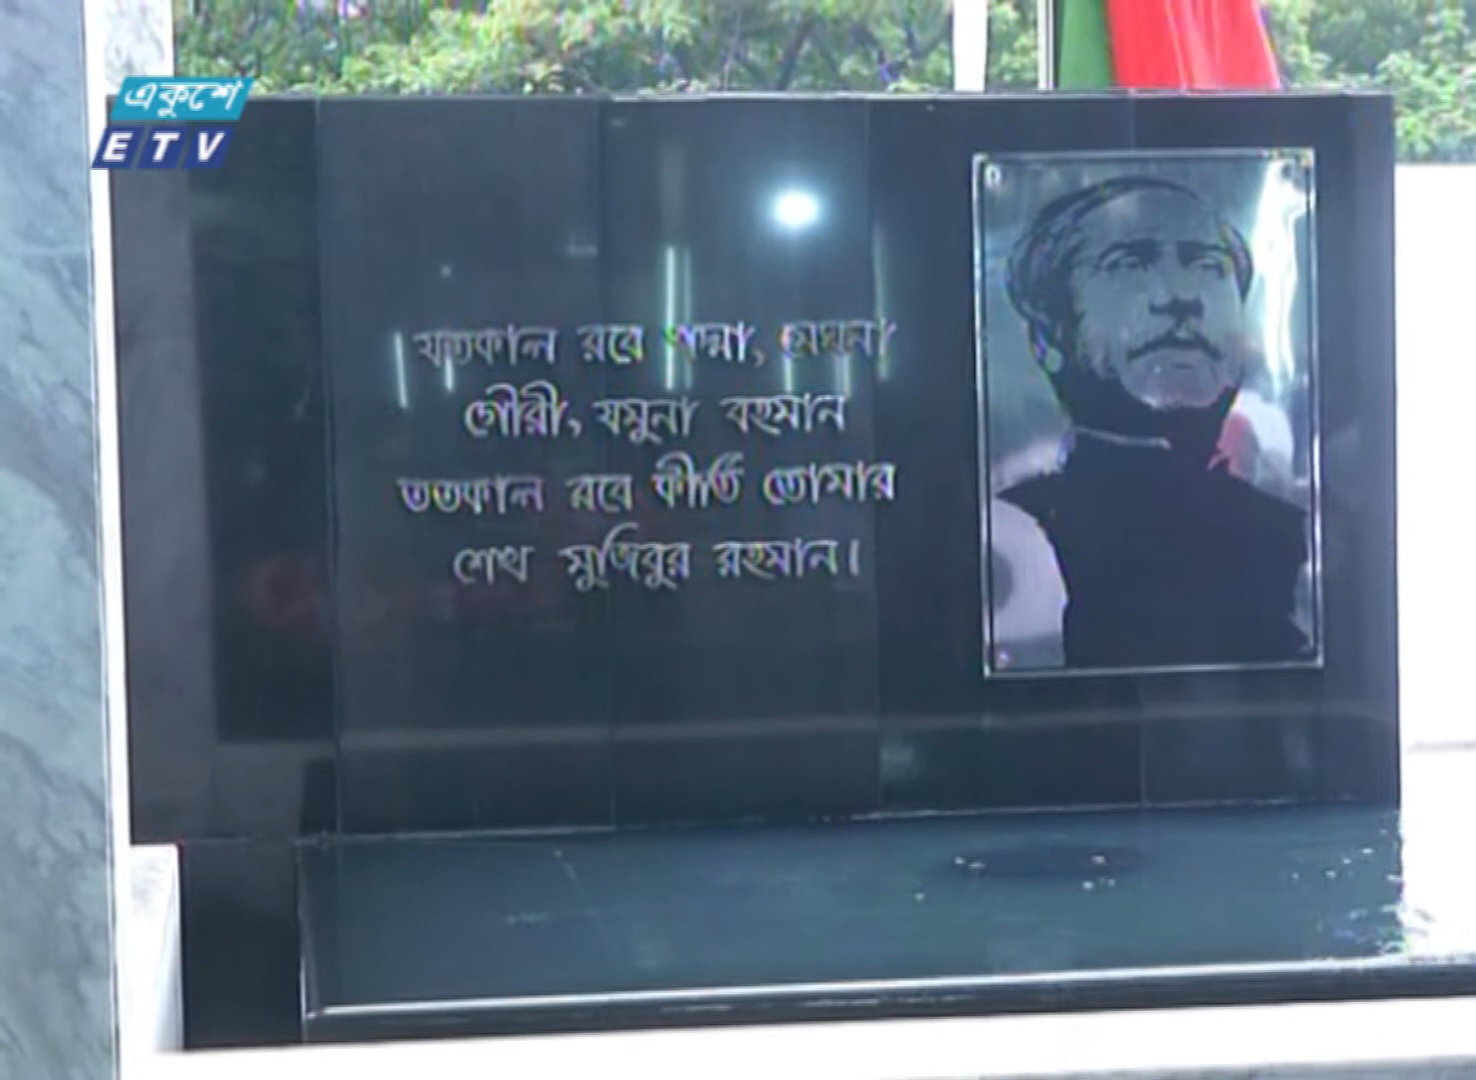 একুশে
ETV
যতকাল রবে পদ্মা, মেঘনা
গৌরী, যমুনা বহমান
ততকাল রবে কীর্তি তোমার
শেখ মুজিবুর রহমান।